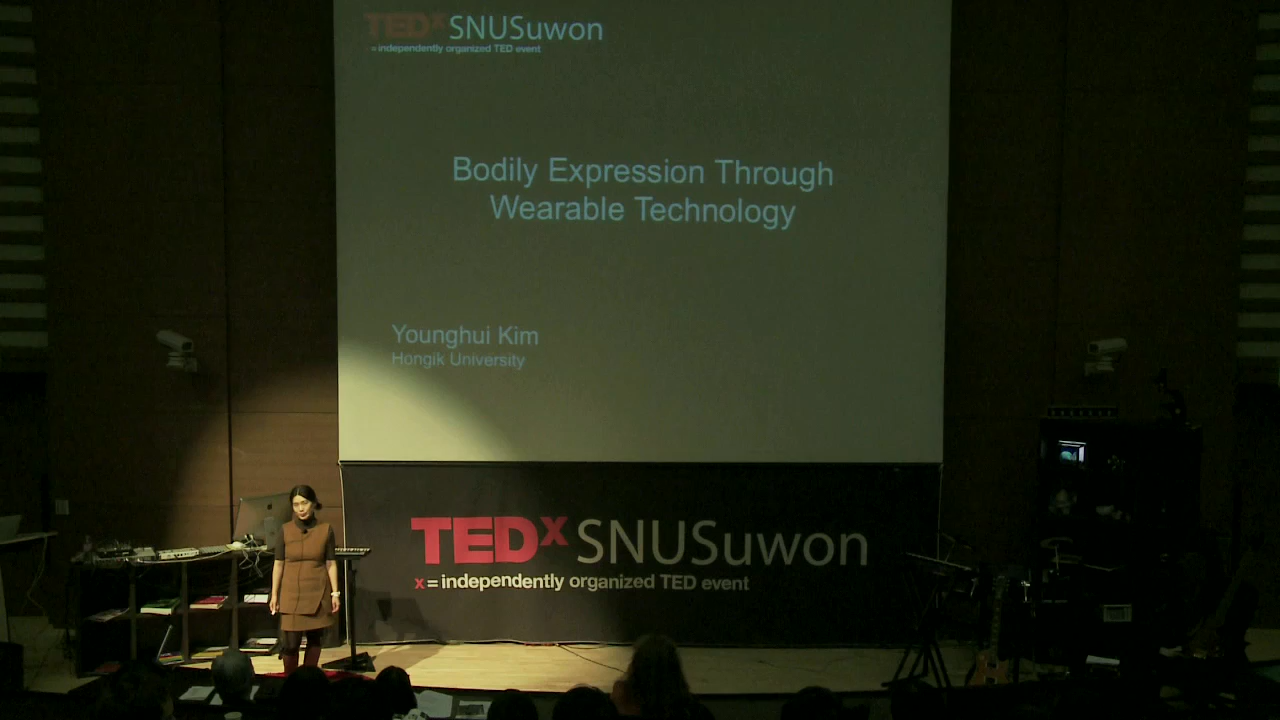 TEDx SNUSuwon
= independently organized TED event
Bodily Expression Through
Wearable Technology
Younghui Kim
Hongik University
TEDx SNUSuwon
x = independently organized TED event